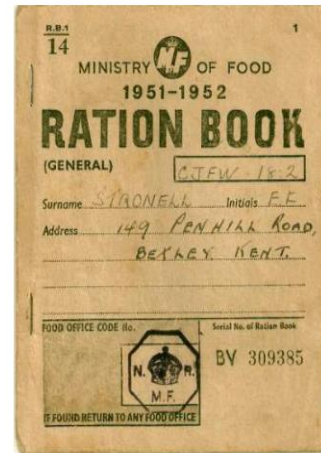 R.B.1 1
14
MINISTRY MF OF FOOD
1951-1952
RATION BOOK
(GENERAL)
CJFW 18:2
Surname STRONELL Initials F.E
Address 149 PENHILL ROAD,
BEXLEY KENT.
FOOD OFFICE CODE No. Serial No. of Ration Book
BV 309385
N. R.
M.F.
IF FOUND RETURN TO ANY FOOD OFFICE